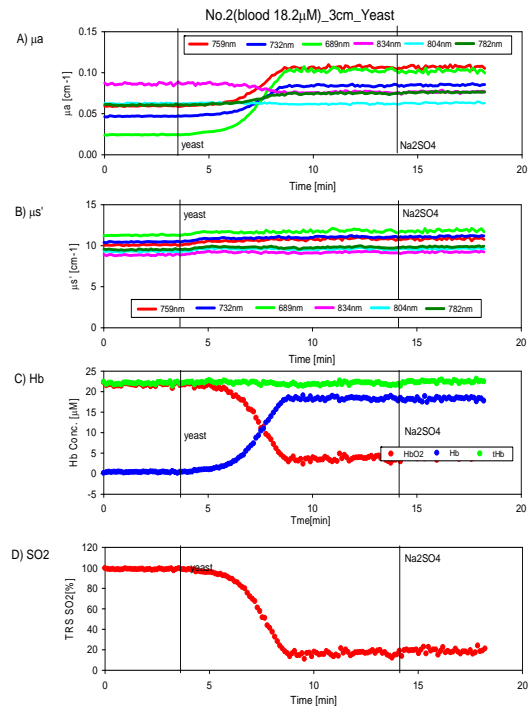 No.2(blood 18.2μM)_3cm_Yeast
A) μa
759nm 732nm 689nm 834nm 804nm 782nm
μa [cm-1]
0.15
0.10
0.05
0.00
yeast
Na2SO4
0 5 10 15 20
Time [min]
B) μs'
μs' [cm-1]
15
10
5
0
yeast
Na2SO4
759nm 732nm 689nm 834nm 804nm 782nm
0 5 10 15 20
Time [min]
C) Hb
Hb Conc. [μM]
25
20
15
10
5
0
-5
yeast
Na2SO4
HbO2 Hb tHb
0 5 10 15 20
Tme[min]
D) SO2
TRS SO2[%]
120
100
80
60
40
20
0
yeast
Na2SO4
0 5 10 15 20
Time [min]